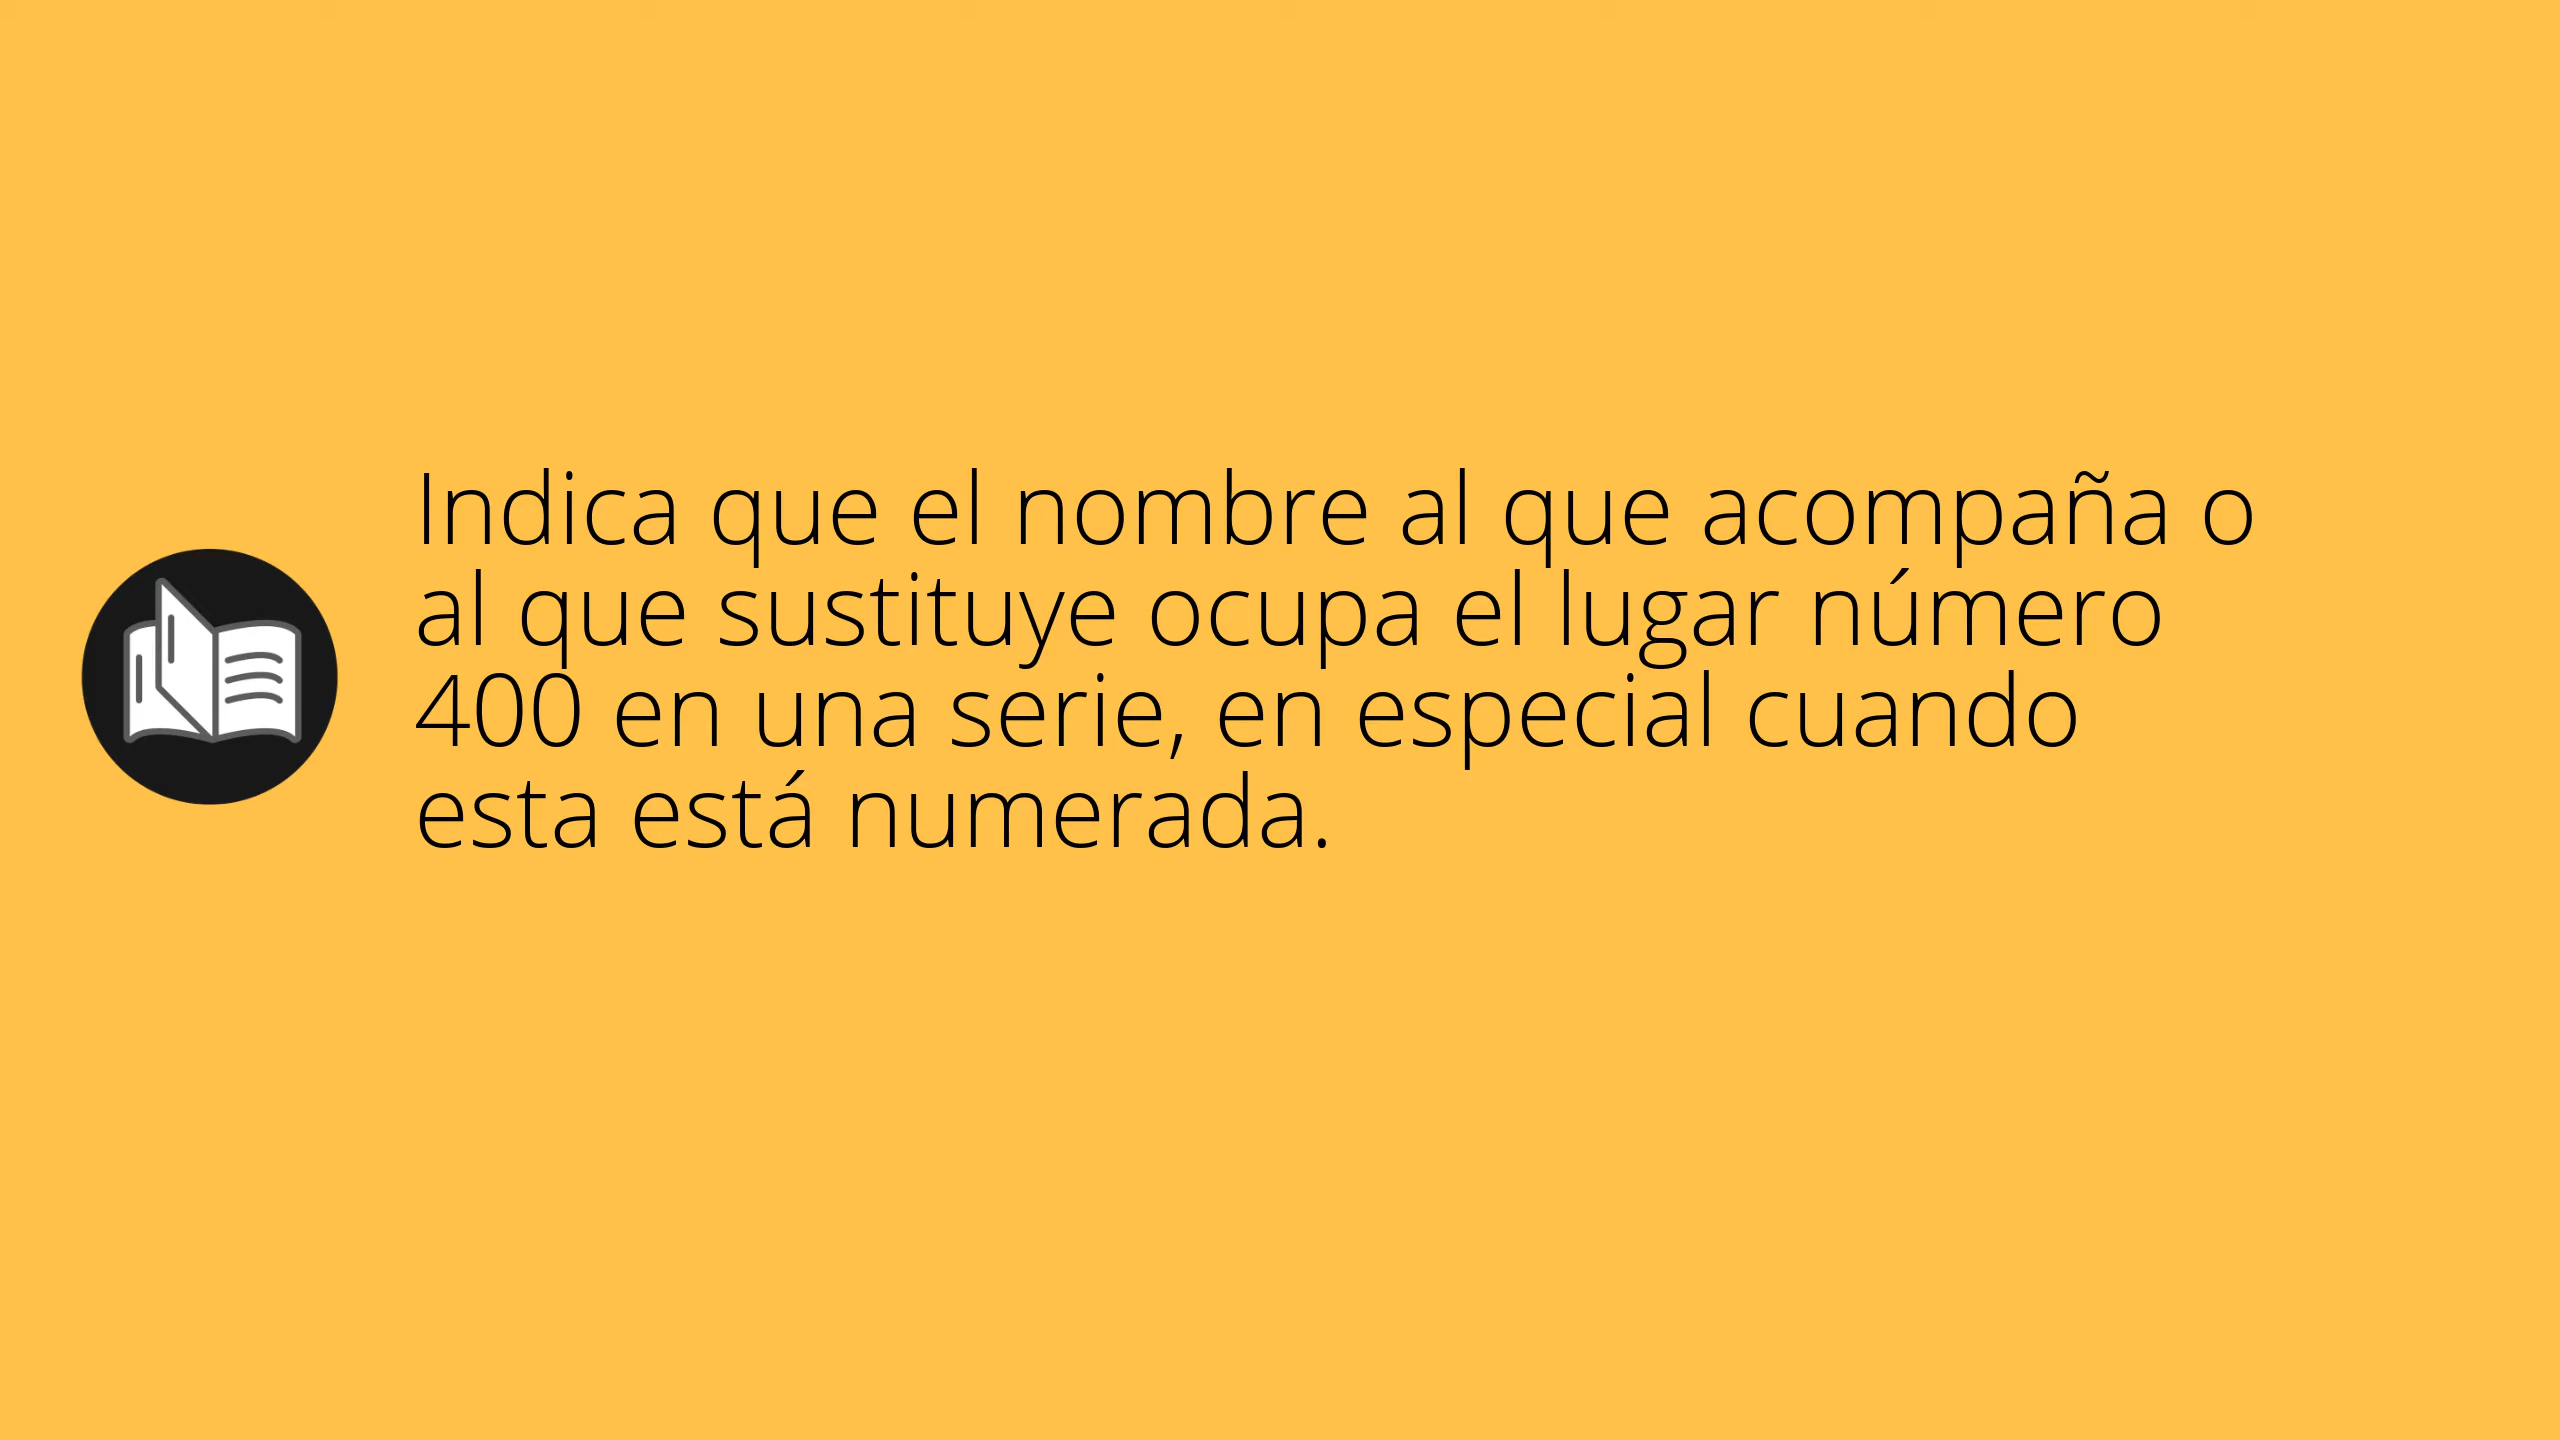 Indica que el nombre al que acompaña o
al que sustituye ocupa el lugar número
400 en una serie, en especial cuando
esta está numerada.